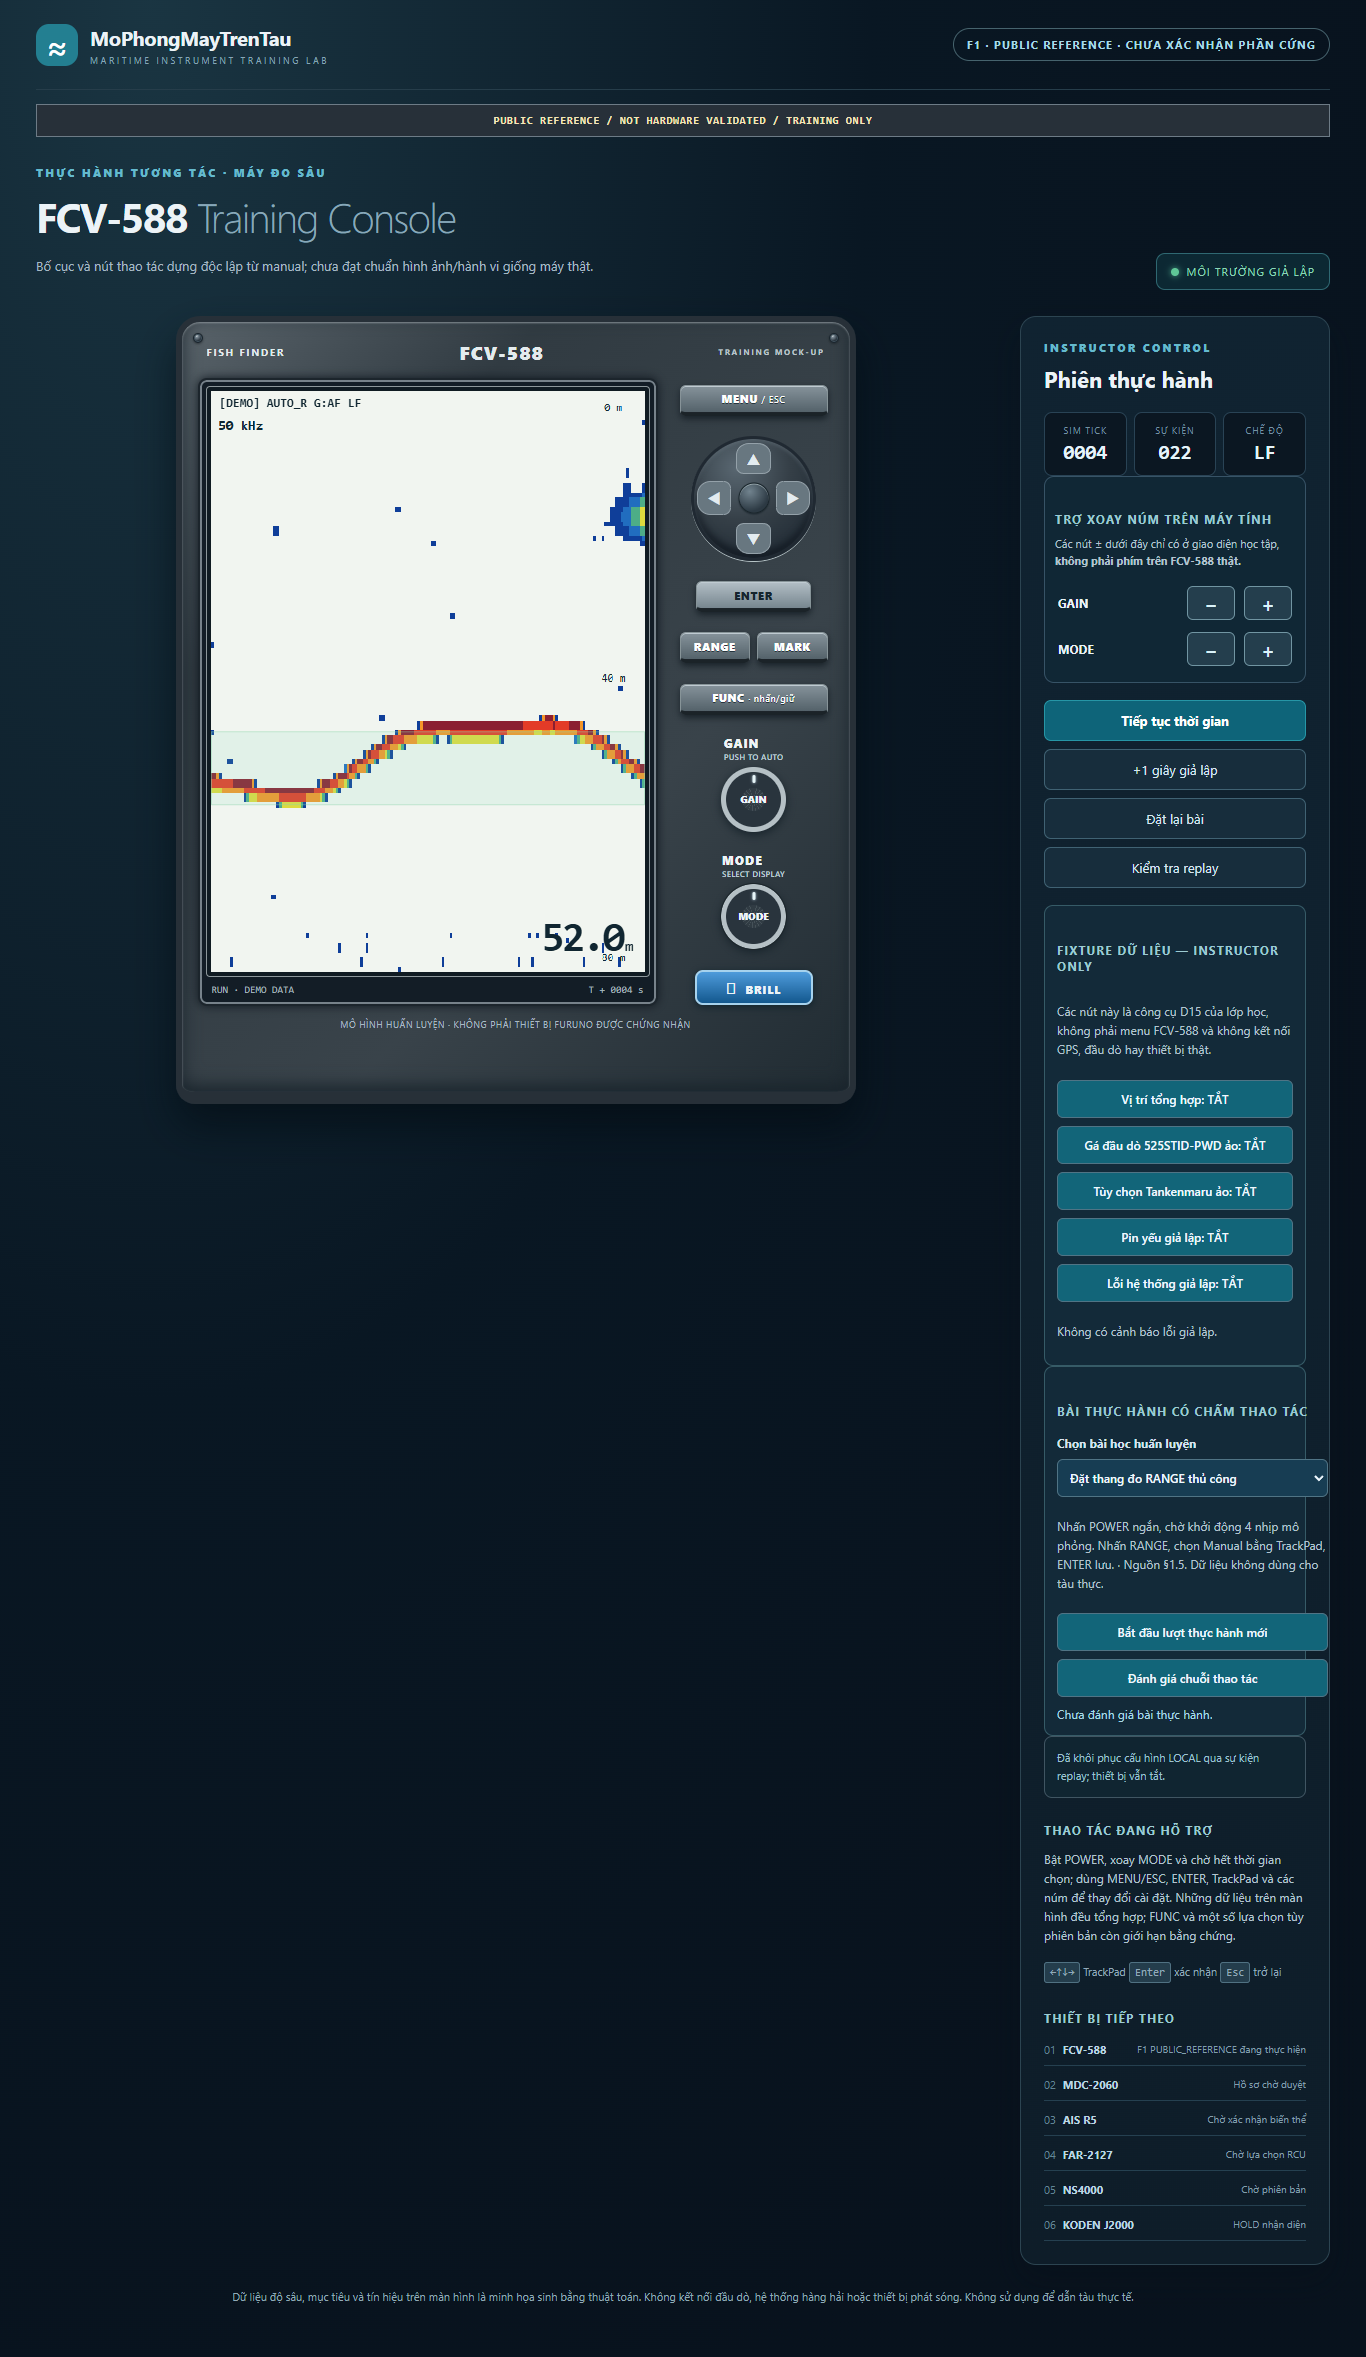 ≈
MoPhongMayTrenTau
MARITIME INSTRUMENT TRAINING LAB
F1 · PUBLIC REFERENCE · CHƯA XÁC NHẬN PHẦN CỨNG
PUBLIC REFERENCE / NOT HARDWARE VALIDATED / TRAINING ONLY
THỰC HÀNH TƯƠNG TÁC · MÁY ĐO SÂU
FCV-588 Training Console
Bố cục và nút thao tác dựng độc lập từ manual; chưa đạt chuẩn hình ảnh/hành vi giống máy thật.
MÔI TRƯỜNG GIẢ LẬP
FISH FINDER
FCV-588
TRAINING MOCK-UP
[DEMO] AUTO_R G:AF LF
50 kHz
0 m
40 m
52.0m
80 m
RUN · DEMO DATA
T + 0004 s
MENU / ESC
▲
◀ ▶
▼
ENTER
RANGE MARK
FUNC · nhấn/giữ
GAIN
PUSH TO AUTO
GAIN
MODE
SELECT DISPLAY
MODE
BRILL
MÔ HÌNH HUẤN LUYỆN · KHÔNG PHẢI THIẾT BỊ FURUNO ĐƯỢC CHỨNG NHẬN
INSTRUCTOR CONTROL
Phiên thực hành
SIM TICK
0004
SỰ KIỆN
022
CHẾ ĐỘ
LF
TRỢ XOAY NÚM TRÊN MÁY TÍNH
Các nút ± dưới đây chỉ có ở giao diện học tập,
không phải phím trên FCV-588 thật.
GAIN − +
MODE − +
Tiếp tục thời gian
+1 giây giả lập
Đặt lại bài
Kiểm tra replay
FIXTURE DỮ LIỆU — INSTRUCTOR
ONLY
Các nút này là công cụ D15 của lớp học,
không phải menu FCV-588 và không kết nối
GPS, đầu dò hay thiết bị thật.
Vị trí tổng hợp: TẮT
Gá đầu dò 525STID-PWD ảo: TẮT
Tùy chọn Tankenmaru ảo: TẮT
Pin yếu giả lập: TẮT
Lỗi hệ thống giả lập: TẮT
Không có cảnh báo lỗi giả lập.
BÀI THỰC HÀNH CÓ CHẤM THAO TÁC
Chọn bài học huấn luyện
Đặt thang đo RANGE thủ công
Nhấn POWER ngắn, chờ khởi động 4 nhịp mô
phỏng. Nhấn RANGE, chọn Manual bằng TrackPad,
ENTER lưu. · Nguồn §1.5. Dữ liệu không dùng cho
tàu thực.
Bắt đầu lượt thực hành mới
Đánh giá chuỗi thao tác
Chưa đánh giá bài thực hành.
Đã khôi phục cấu hình LOCAL qua sự kiện
replay; thiết bị vẫn tắt.
THAO TÁC ĐANG HỖ TRỢ
Bật POWER, xoay MODE và chờ hết thời gian
chọn; dùng MENU/ESC, ENTER, TrackPad và các
núm để thay đổi cài đặt. Những dữ liệu trên màn
hình đều tổng hợp; FUNC và một số lựa chọn tùy
phiên bản còn giới hạn bằng chứng.
←↑↓→ TrackPad Enter xác nhận Esc trở lại
THIẾT BỊ TIẾP THEO
01 FCV-588 F1 PUBLIC_REFERENCE đang thực hiện
02 MDC-2060 Hồ sơ chờ duyệt
03 AIS R5 Chờ xác nhận biến thể
04 FAR-2127 Chờ lựa chọn RCU
05 NS4000 Chờ phiên bản
06 KODEN J2000 HOLD nhận diện
Dữ liệu độ sâu, mục tiêu và tín hiệu trên màn hình là minh họa sinh bằng thuật toán. Không kết nối đầu dò, hệ thống hàng hải hoặc thiết bị phát sóng. Không sử dụng để dẫn tàu thực tế.